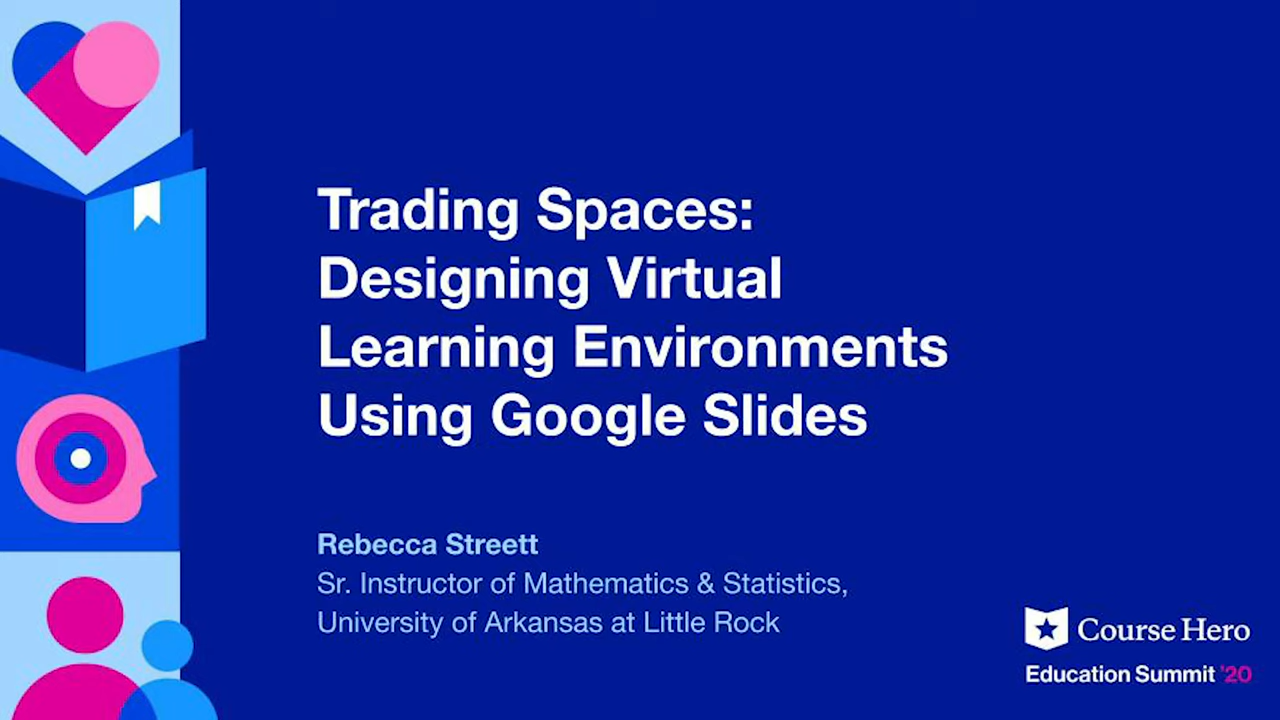 Trading Spaces:
Designing Virtual
Learning Environments
Using Google Slides
Rebecca Streett
Sr. Instructor of Mathematics & Statistics,
University of Arkansas at Little Rock
Course Hero
Education Summit '20